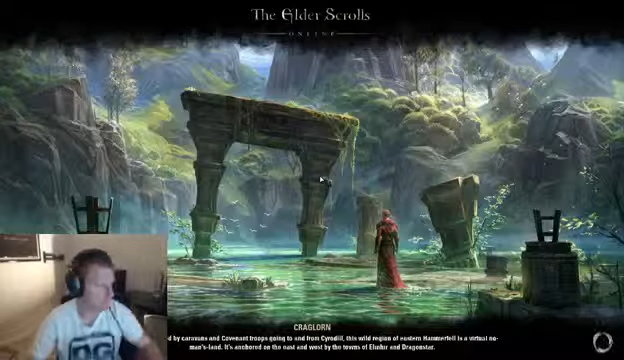 The Elder Scrolls
ONLINE
CRAGLORN
d by caravans and Covenant troops going to and from Cyrodiil, this wild region of eastern Hammerfell is a virtual no-
man's-land. It's anchored on the east and west by the towns of Elinhir and Dragonstar.